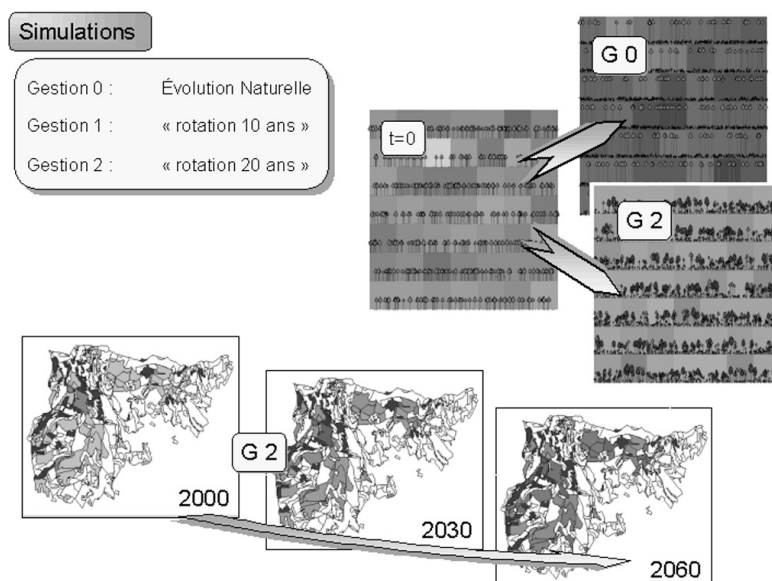 Simulations
Gestion 0 : Évolution Naturelle
Gestion 1 : « rotation 10 ans »
Gestion 2 : « rotation 20 ans »
G 0
t=0
G 2
G 2
2000
2030
2060